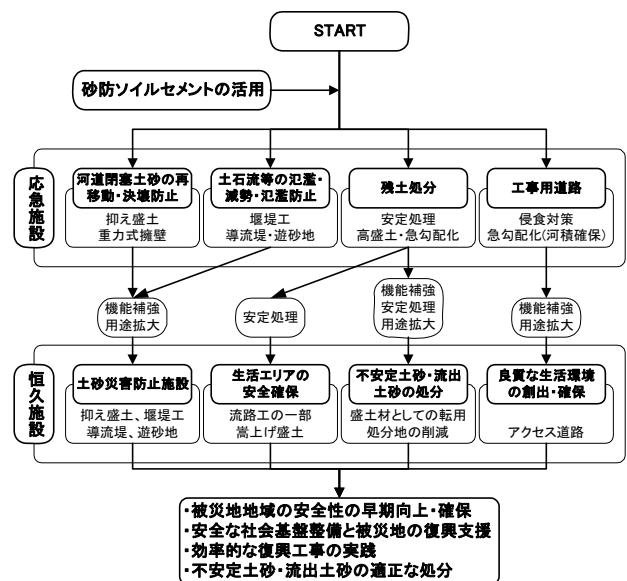 START
砂防ソイルセメントの活用
応急施設
河道閉塞土砂の再
移動・決壊防止
抑え盛土
重力式擁壁
土石流等の氾濫・
減勢・氾濫防止
堰堤工
導流堤・遊砂地
残土処分
安定処理
高盛土・急勾配化
工事用道路
侵食対策
急勾配化(河積確保)
機能補強
用途拡大
安定処理
機能補強
安定処理
用途拡大
機能補強
用途拡大
恒久施設
土砂災害防止施設
抑え盛土、堰堤工
導流堤、遊砂地
生活エリアの
安全確保
流路工の一部
嵩上げ盛土
不安定土砂・流出
土砂の処分
盛土材としての転用
処分地の削減
良質な生活環境
の創出・確保
アクセス道路
・被災地地域の安全性の早期向上・確保
・安全な社会基盤整備と被災地の復興支援
・効率的な復興工事の実践
・不安定土砂・流出土砂の適正な処分